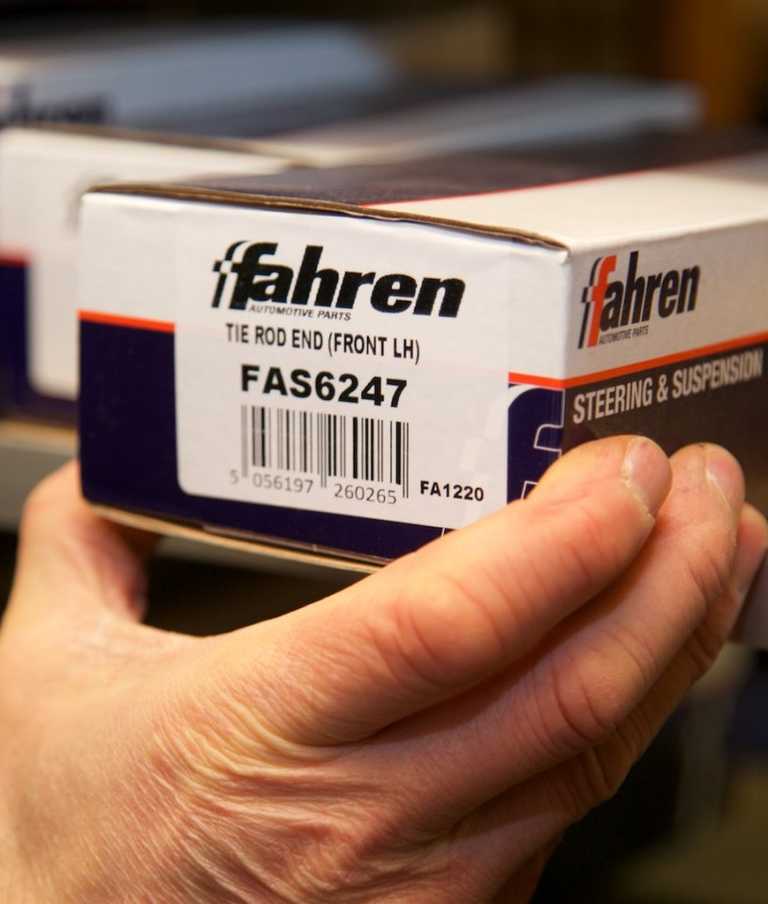 fahren
AUTOMOTIVE PARTS
TIE ROD END (FRONT LH)
FAS6247
5 056197 260265
FA1220
fahren
AUTOMOTIVE PARTS
STEERING & SUSPENSION